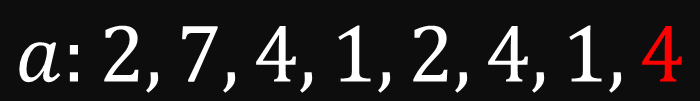 a: 2, 7, 4, 1, 2, 4, 1, 4